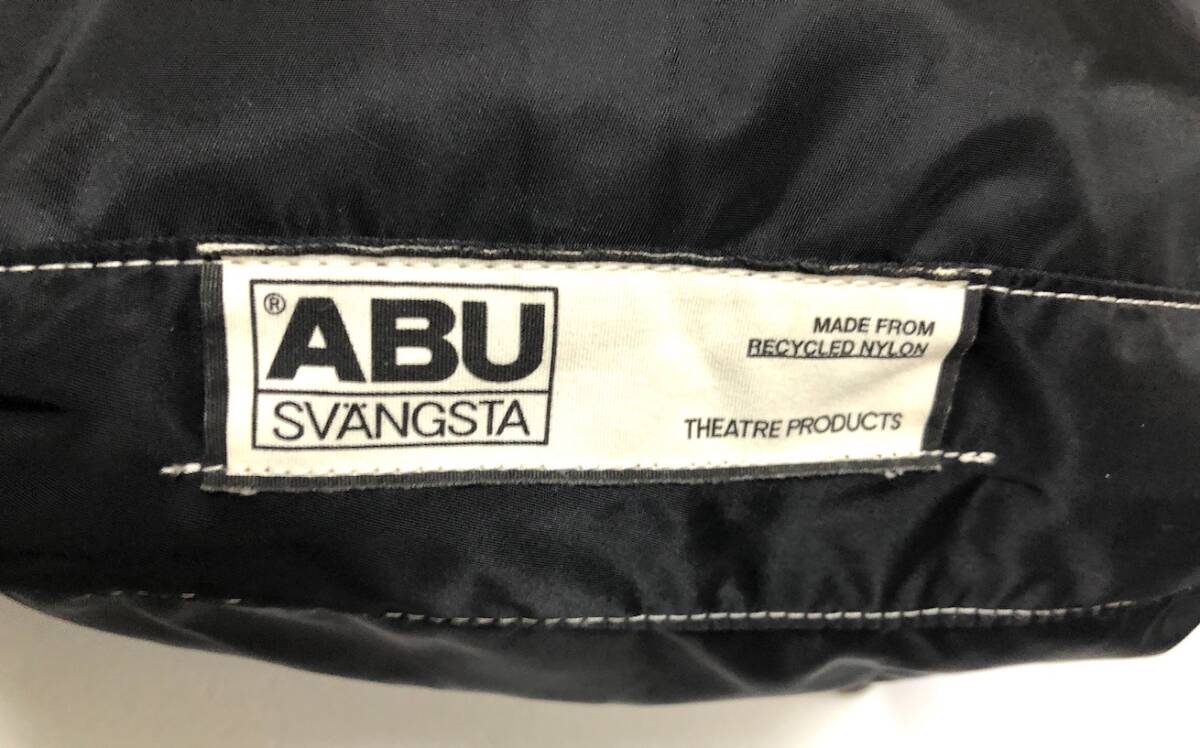 ®ABU
SVÄNGSTA
MADE FROM
RECYCLED NYLON
THEATRE PRODUCTS